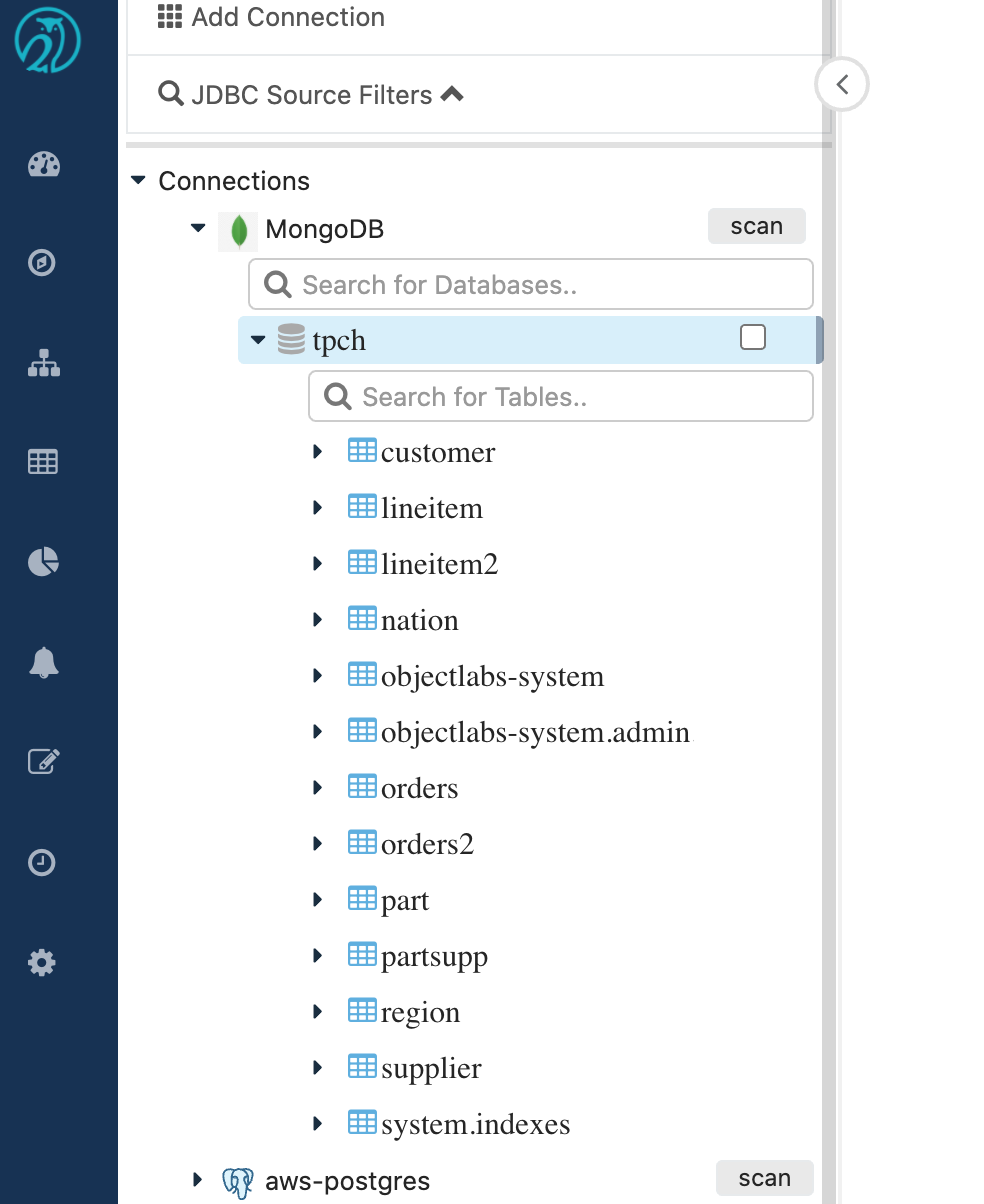 Add Connection
JDBC Source Filters
Connections
MongoDB scan
Search for Databases..
tpch
Search for Tables..
customer
lineitem
lineitem2
nation
objectlabs-system
objectlabs-system.admin
orders
orders2
part
partsupp
region
supplier
system.indexes
aws-postgres scan